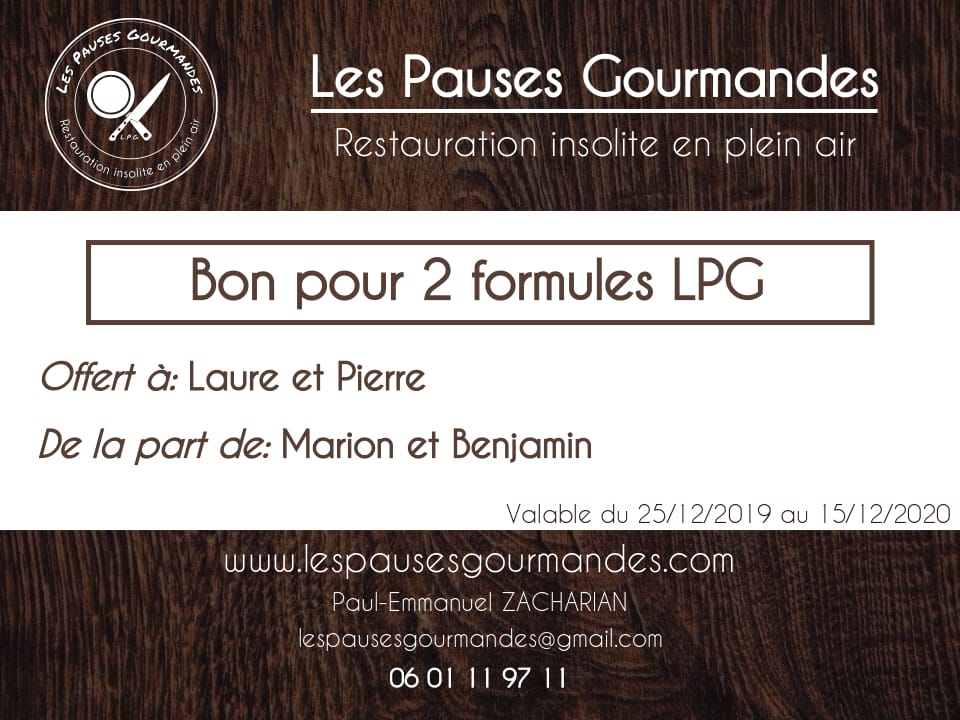 Les Pauses Gourmandes
LPG
Restauration insolite en plein air
Les Pauses Gourmandes
Restauration insolite en plein air
Bon pour 2 formules LPG
Offert à: Laure et Pierre
De la part de: Marion et Benjamin
Valable du 25/12/2019 au 15/12/2020
www.lespausesgourmandes.com
Paul-Emmanuel ZACHARIAN
lespausesgourmandes@gmail.com
06 01 11 97 11